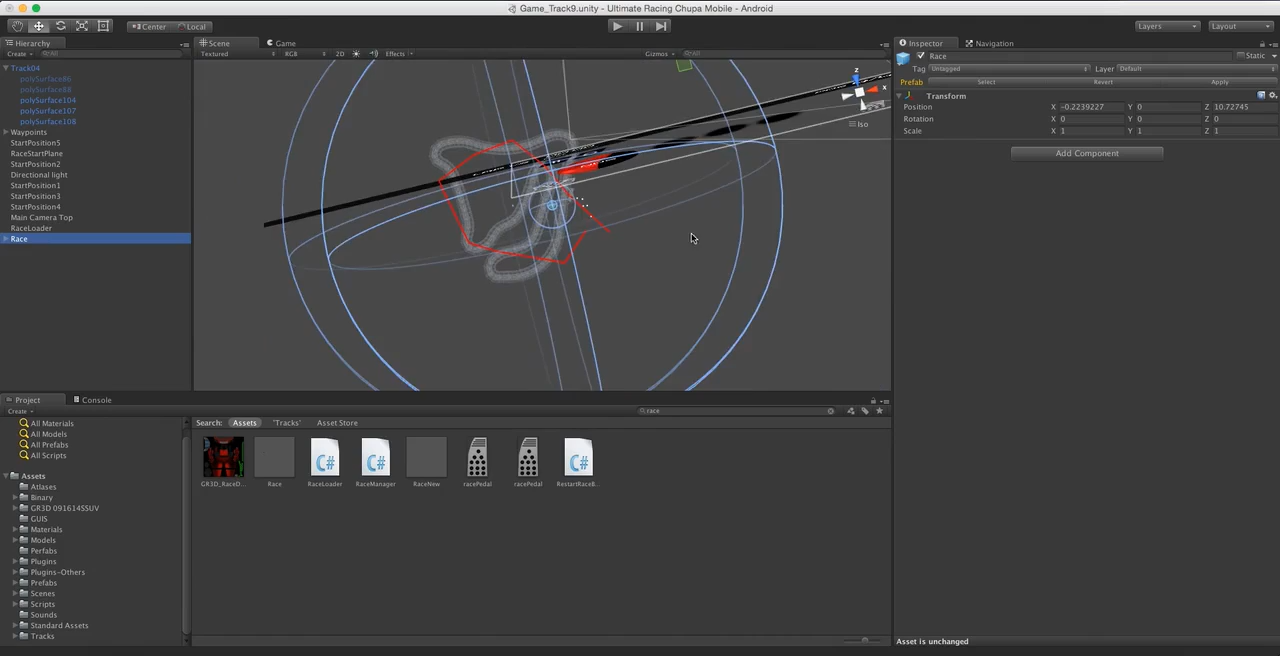 Game_Track9.unity - Ultimate Racing Chupa Mobile - Android
Center Local
Layers Layout
Hierarchy
Create All
Track04
polySurface86
polySurface88
polySurface104
polySurface107
polySurface108
Waypoints
StartPosition5
RaceStartPlane
StartPosition2
Directional light
StartPosition1
StartPosition3
StartPosition4
Main Camera Top
RaceLoader
Race
Scene Game
Textured RGB 2D Effects Gizmos All
z
x
Iso
Inspector Navigation
Race Static
Tag Untagged Layer Default
Prefab Select Revert Apply
Transform
Position X -0.2239227 Y 0 Z 10.72745
Rotation X 0 Y 0 Z 0
Scale X 1 Y 1 Z 1
Add Component
Project Console
Create race
All Materials
All Models
All Prefabs
All Scripts
Assets
Atlases
Binary
GR3D 091614SSUV
GUIS
Materials
Models
Perfabs
Plugins
Plugins-Others
Prefabs
Scenes
Scripts
Sounds
Standard Assets
Tracks
Search: Assets 'Tracks' Asset Store
C# C# C#
GR3D_RaceD... Race RaceLoader RaceManager RaceNew racePedal racePedal RestartRaceB...
Asset is unchanged